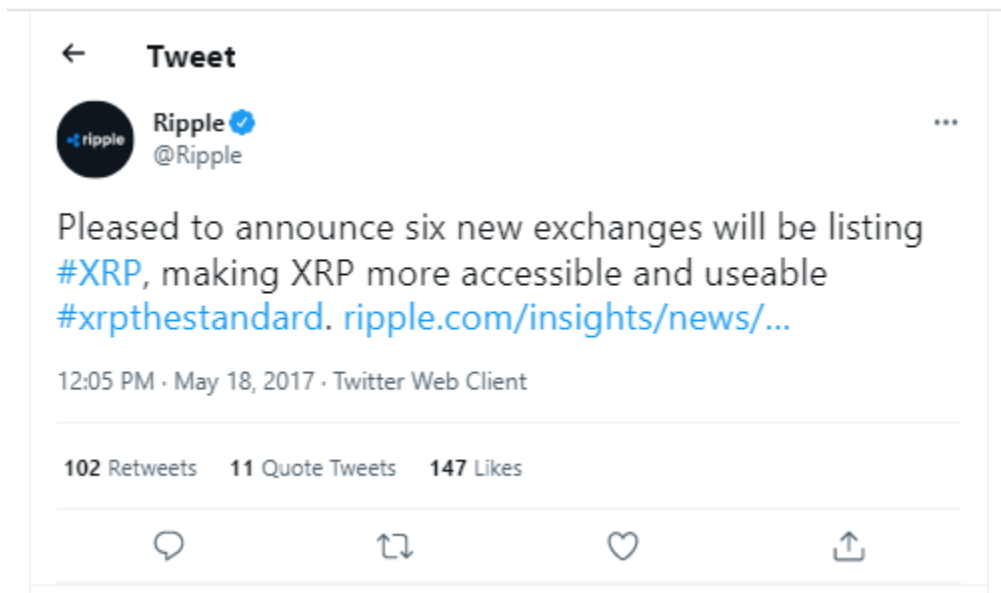 Tweet
ripple
Ripple
@Ripple
Pleased to announce six new exchanges will be listing
#XRP, making XRP more accessible and useable
#xrpthestandard. ripple.com/insights/news/...
12:05 PM · May 18, 2017 · Twitter Web Client
102 Retweets 11 Quote Tweets 147 Likes